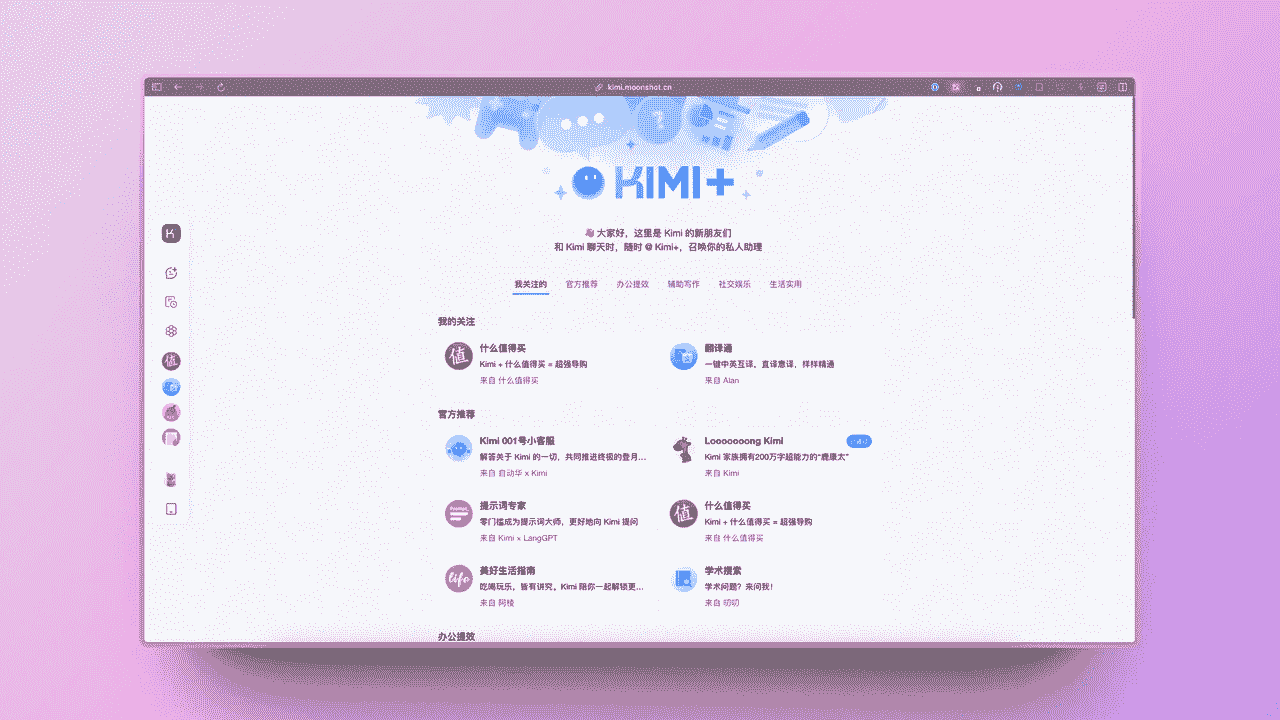 kimi.moonshot.cn
KIMI+
👋 大家好，这里是 Kimi 的新朋友们
和 Kimi 聊天时，随时 @ Kimi+，召唤你的私人助理
我关注的 官方推荐 办公提效 辅助写作 社交娱乐 生活实用
我的关注
什么值得买
Kimi + 什么值得买 = 超强导购
来自 什么值得买
翻译通
一键中英互译。直译意译，样样精通
来自 Alan
官方推荐
Kimi 001号小客服
解答关于 Kimi 的一切，共同推进终极的登月...
来自 自动华 x Kimi
Looooooong Kimi
Kimi 家族拥有200万字超能力的“鹿康太”
来自 Kimi
提示词专家
零门槛成为提示词大师，更好地向 Kimi 提问
来自 Kimi × LangGPT
什么值得买
Kimi + 什么值得买 = 超强导购
来自 什么值得买
美好生活指南
吃喝玩乐，皆有讲究。Kimi 陪你一起解锁更...
来自 阿棱
学术搜索
学术问题？来问我！
来自 叨叨
办公提效
K
值
值
值
life